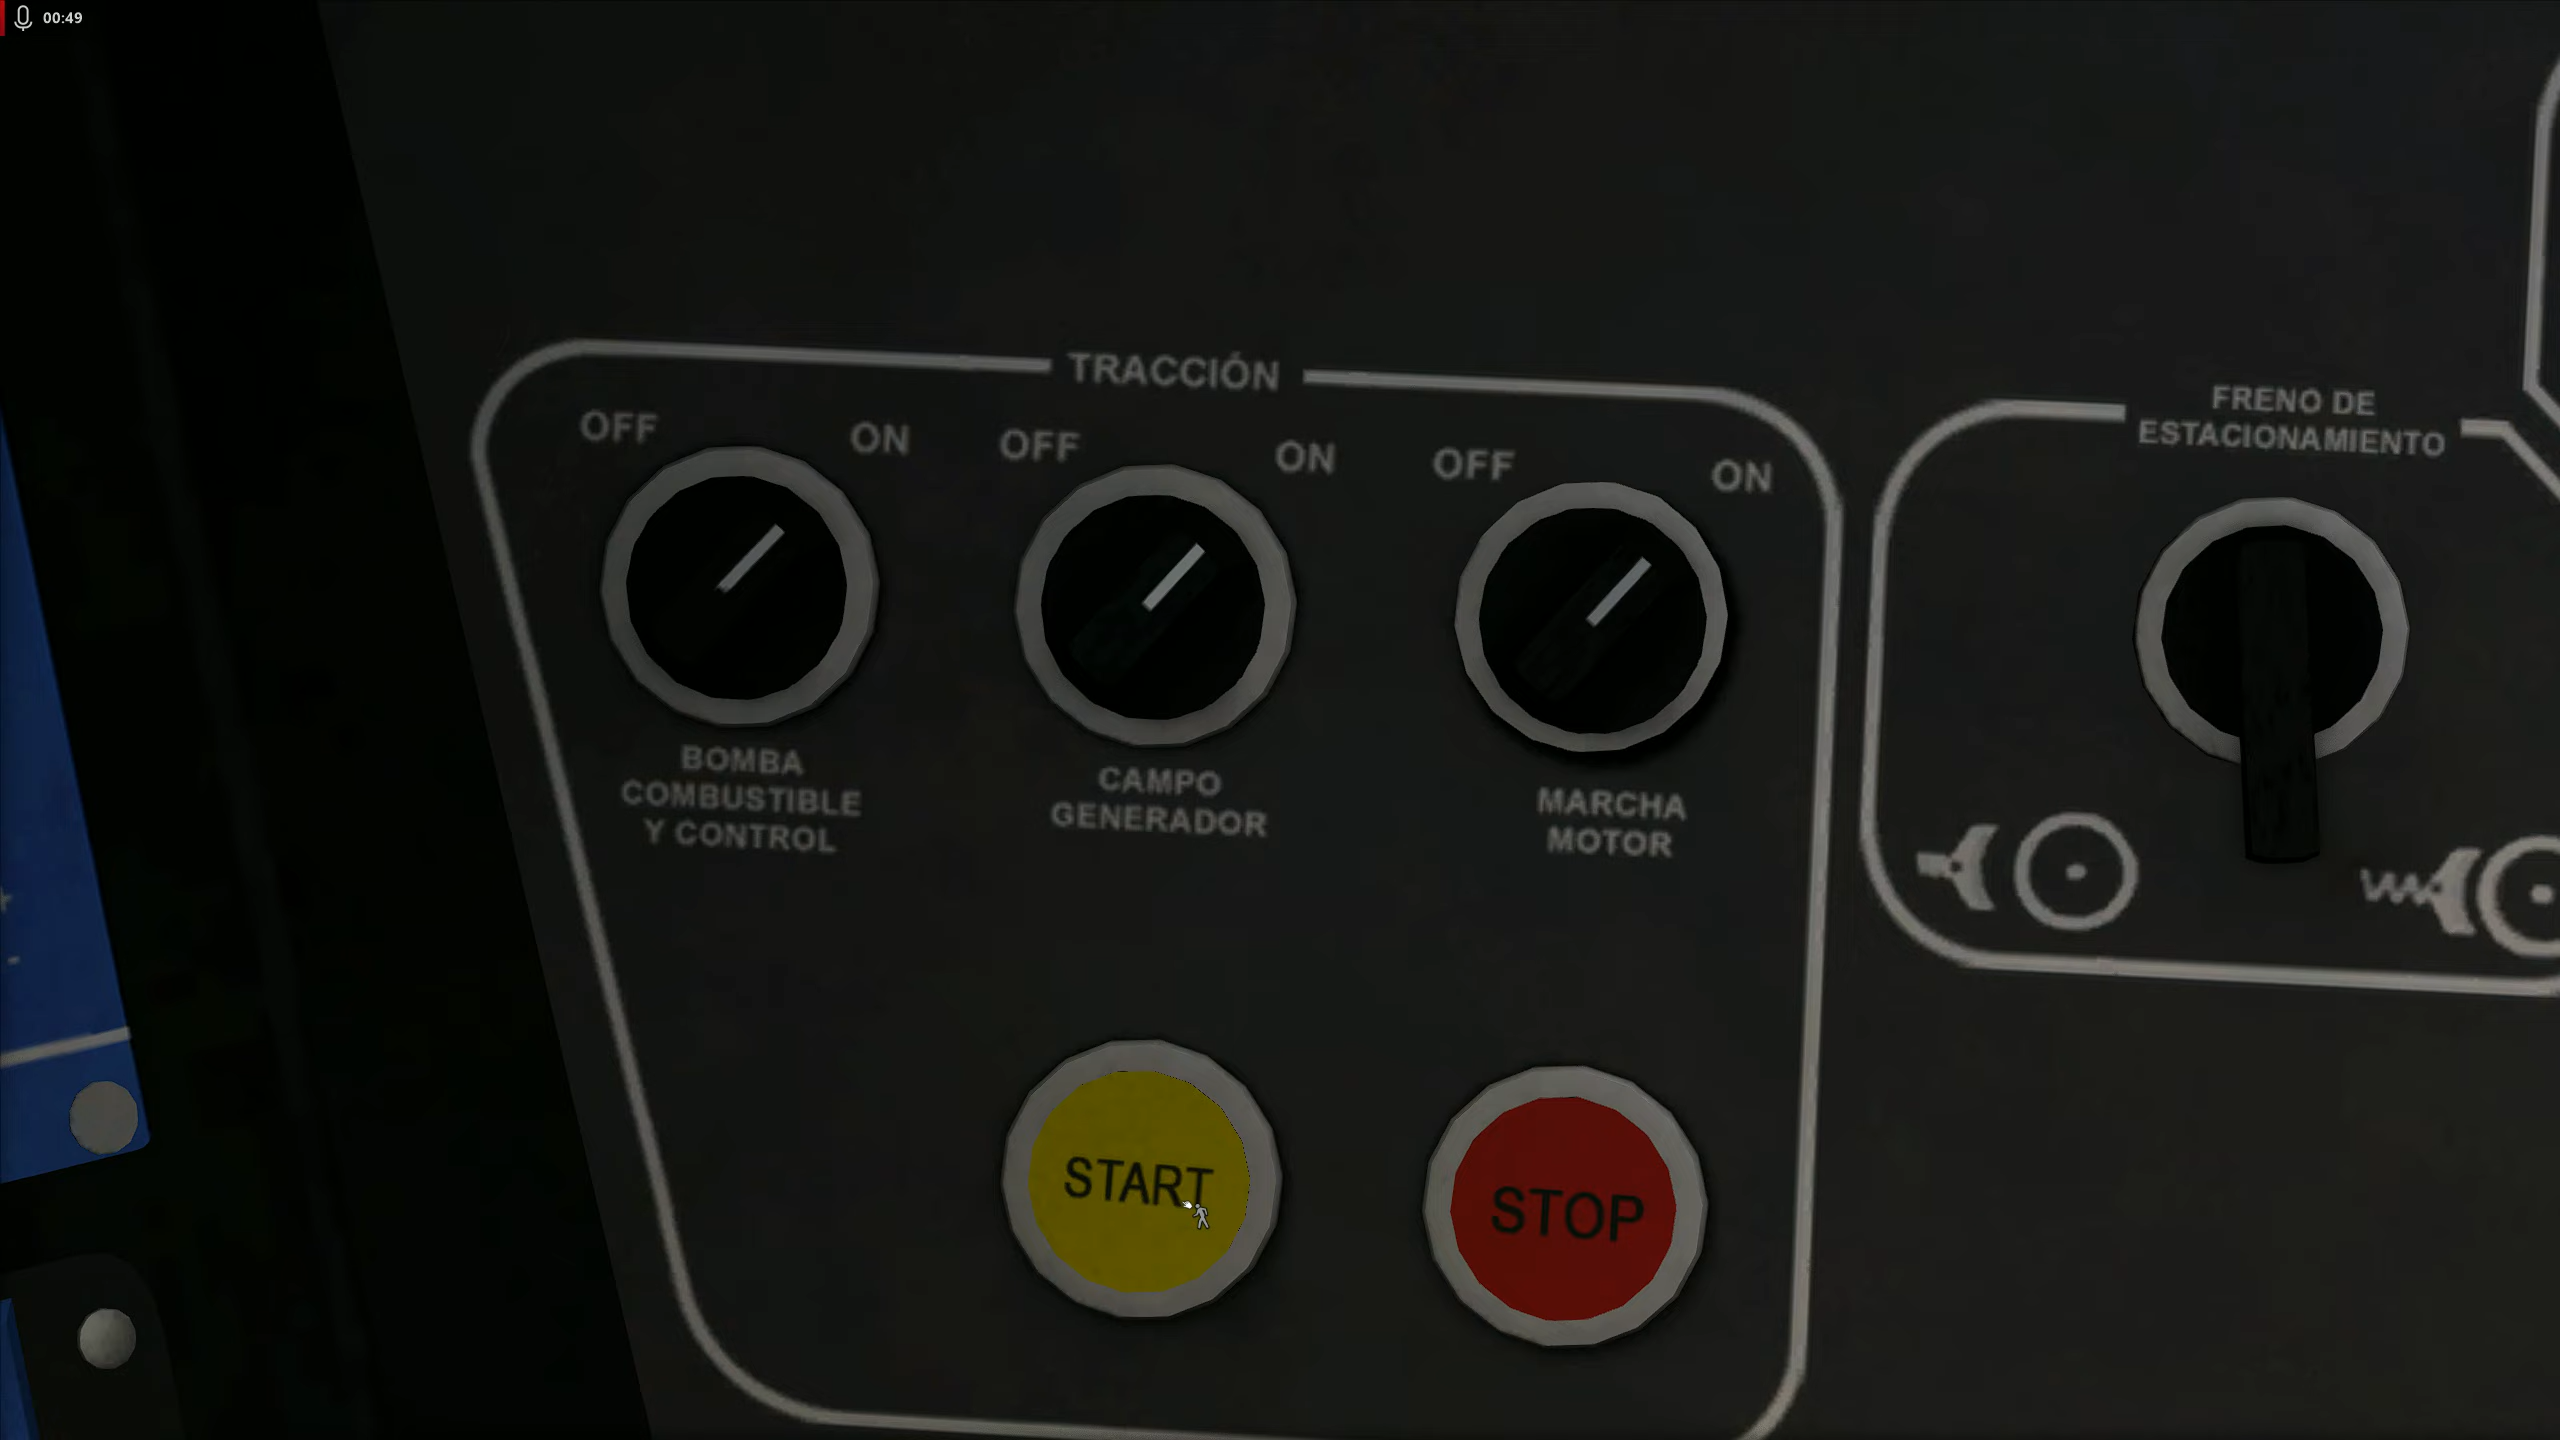 00:49
TRACCIÓN
OFF ON OFF ON OFF ON
BOMBA
COMBUSTIBLE
Y CONTROL
CAMPO
GENERADOR
MARCHA
MOTOR
START
STOP
FRENO DE
ESTACIONAMIENTO